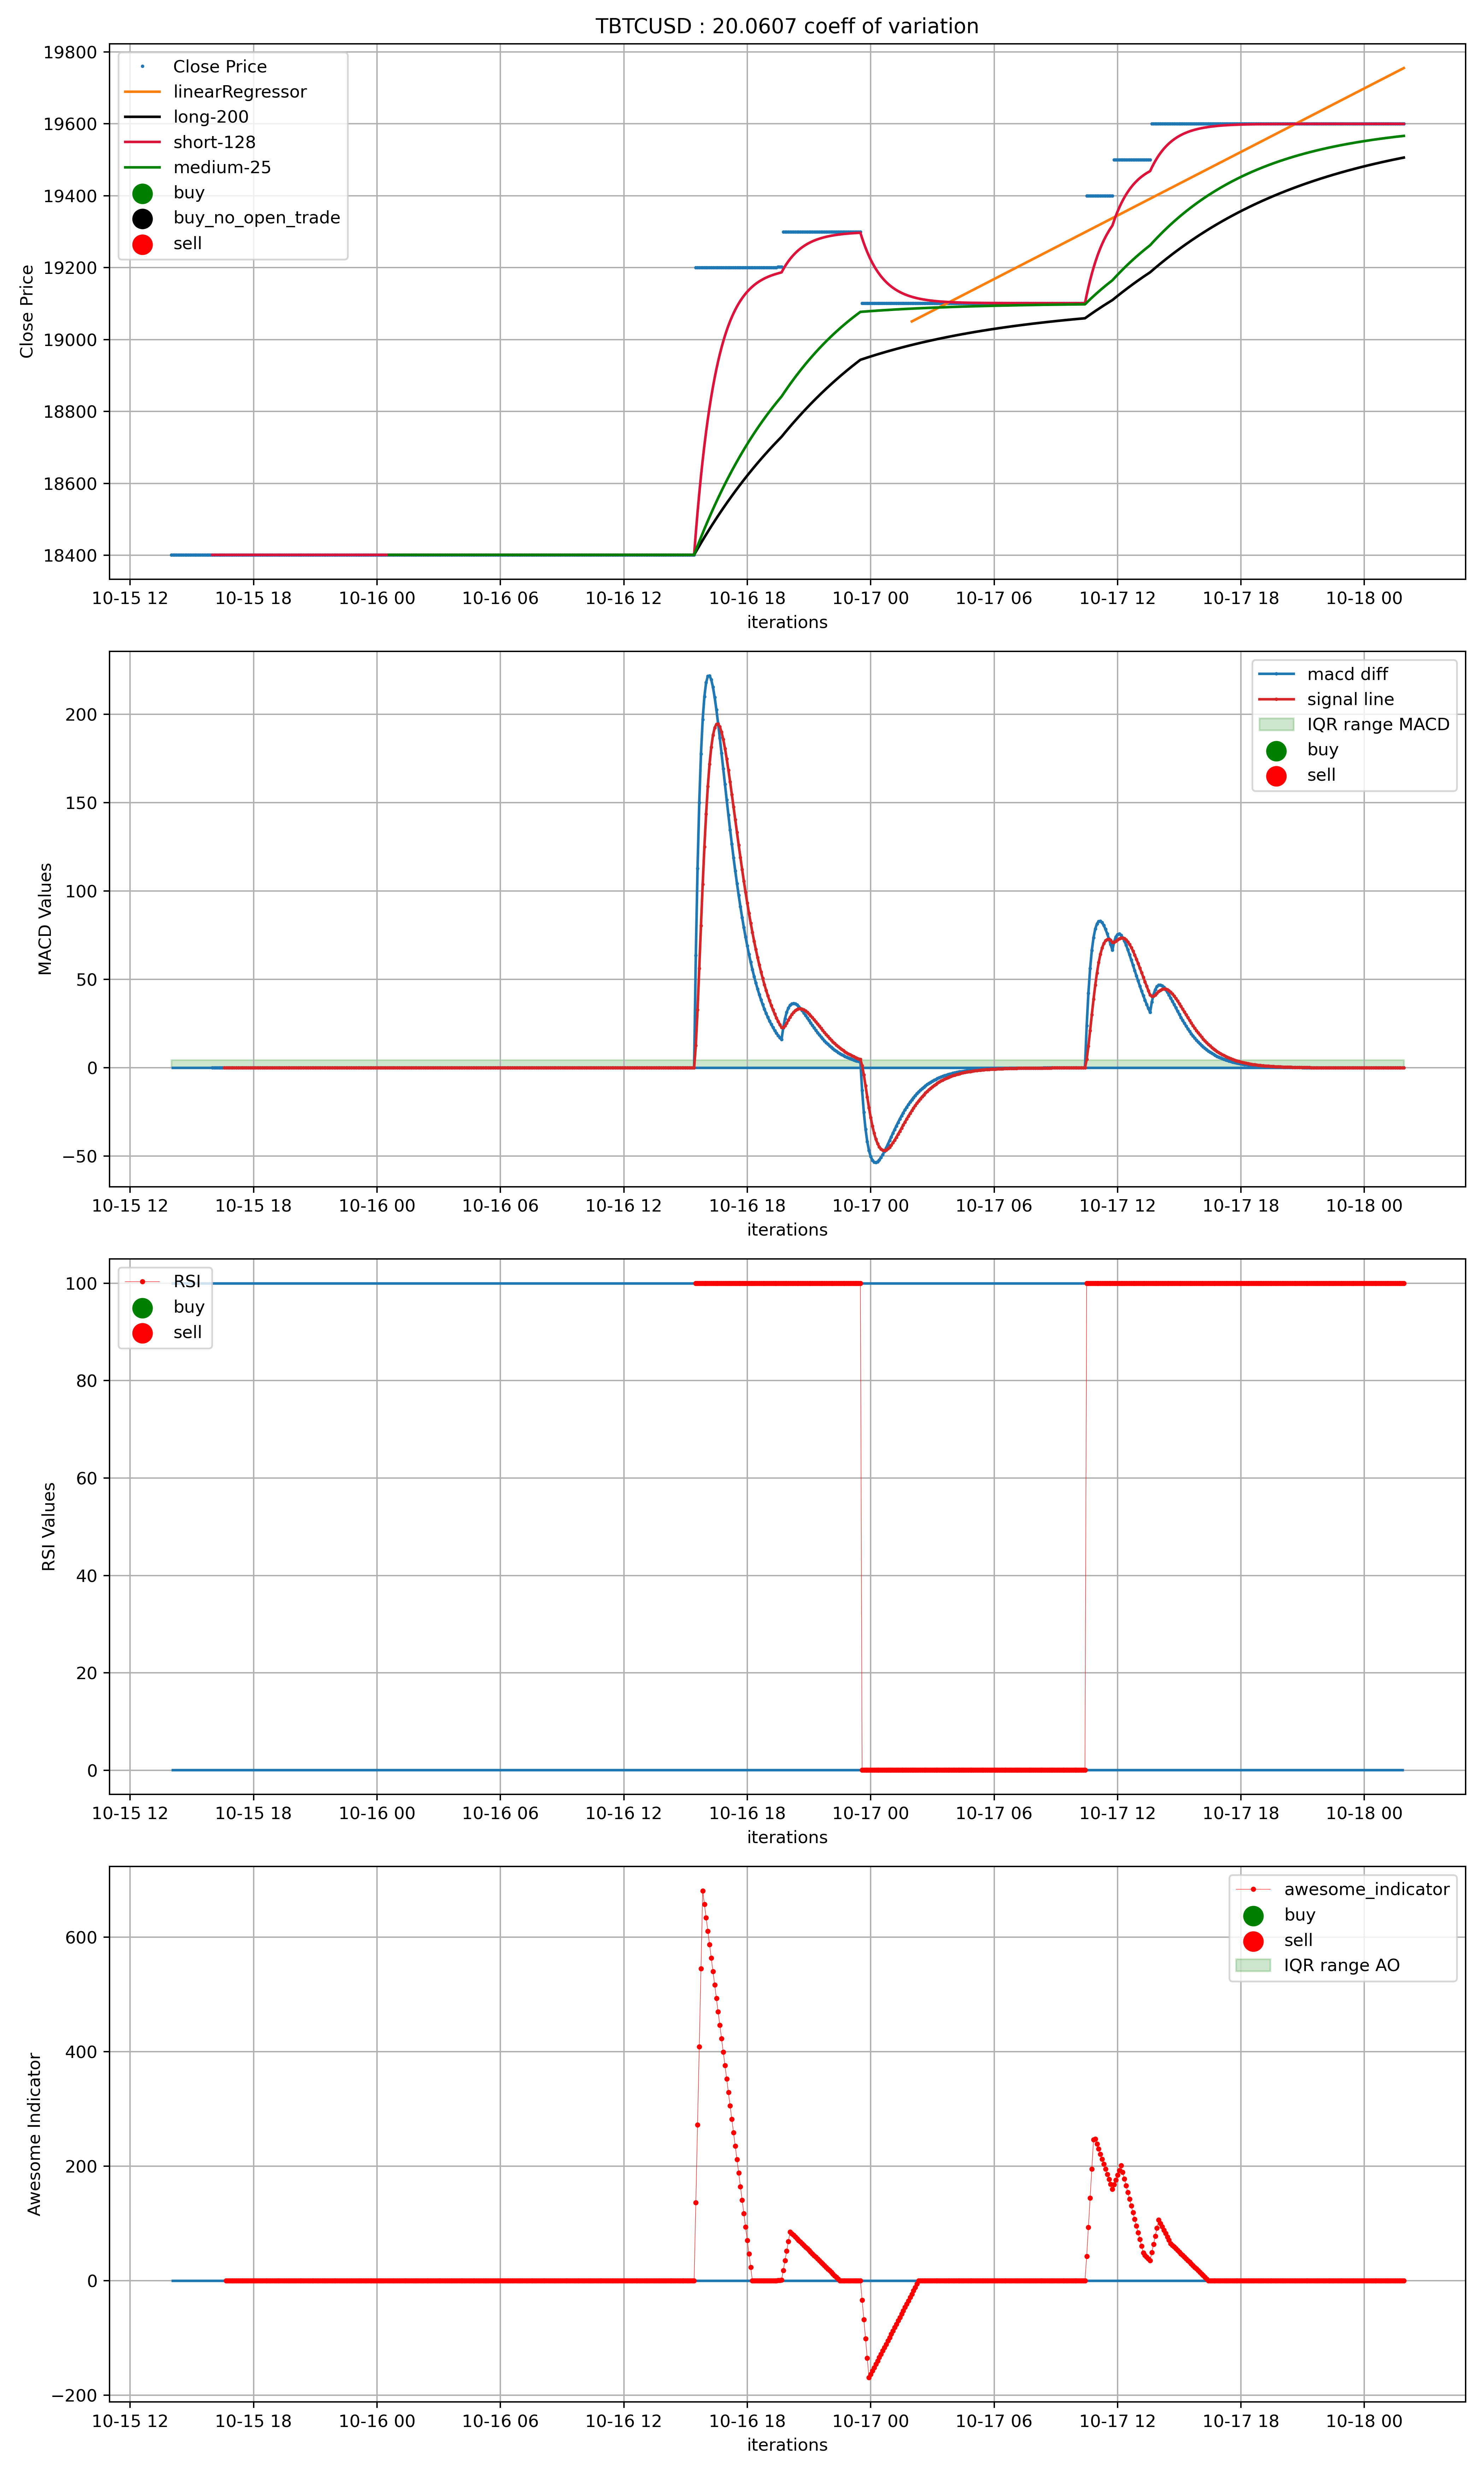 TBTCUSD : 20.0607 coeff of variation
19800
19600
19400
19200
19000
18800
18600
18400
Close Price
Close Price
linearRegressor
long-200
short-128
medium-25
buy
buy_no_open_trade
sell
10-15 12 10-15 18 10-16 00 10-16 06 10-16 12 10-16 18 10-17 00 10-17 06 10-17 12 10-17 18 10-18 00
iterations
200
150
100
50
0
−50
MACD Values
macd diff
signal line
IQR range MACD
buy
sell
10-15 12 10-15 18 10-16 00 10-16 06 10-16 12 10-16 18 10-17 00 10-17 06 10-17 12 10-17 18 10-18 00
iterations
100
80
60
40
20
0
RSI Values
RSI
buy
sell
10-15 12 10-15 18 10-16 00 10-16 06 10-16 12 10-16 18 10-17 00 10-17 06 10-17 12 10-17 18 10-18 00
iterations
600
400
200
0
−200
Awesome Indicator
awesome_indicator
buy
sell
IQR range AO
10-15 12 10-15 18 10-16 00 10-16 06 10-16 12 10-16 18 10-17 00 10-17 06 10-17 12 10-17 18 10-18 00
iterations